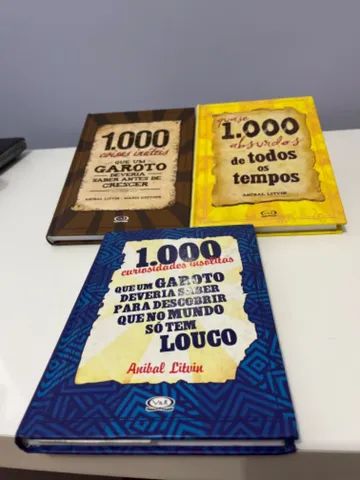 1.000
coisas inúteis
QUE UM
GAROTO
DEVERIA
SABER ANTES DE
CRESCER
ANIBAL LITVIN
quase
1.000
absurdos
de todos
os
tempos
ANIBAL LITVIN
1.000
curiosidades insólitas
QUE UM GAROTO
DEVERIA SABER
PARA DESCOBRIR
QUE NO MUNDO
SÓ TEM
LOUCO
Anibal Litvin
V&R